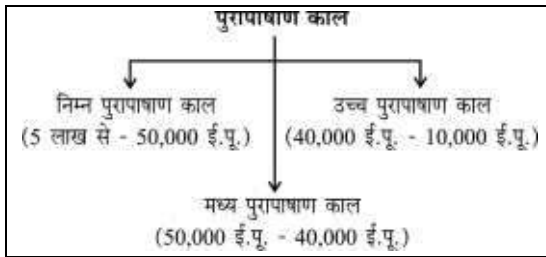 पुरापाषाण काल
निम्न पुरापाषाण काल
(5 लाख से - 50,000 ई.पू.)
उच्च पुरापाषाण काल
(40,000 ई.पू. - 10,000 ई.पू.)
मध्य पुरापाषाण काल
(50,000 ई.पू. - 40,000 ई.पू.)